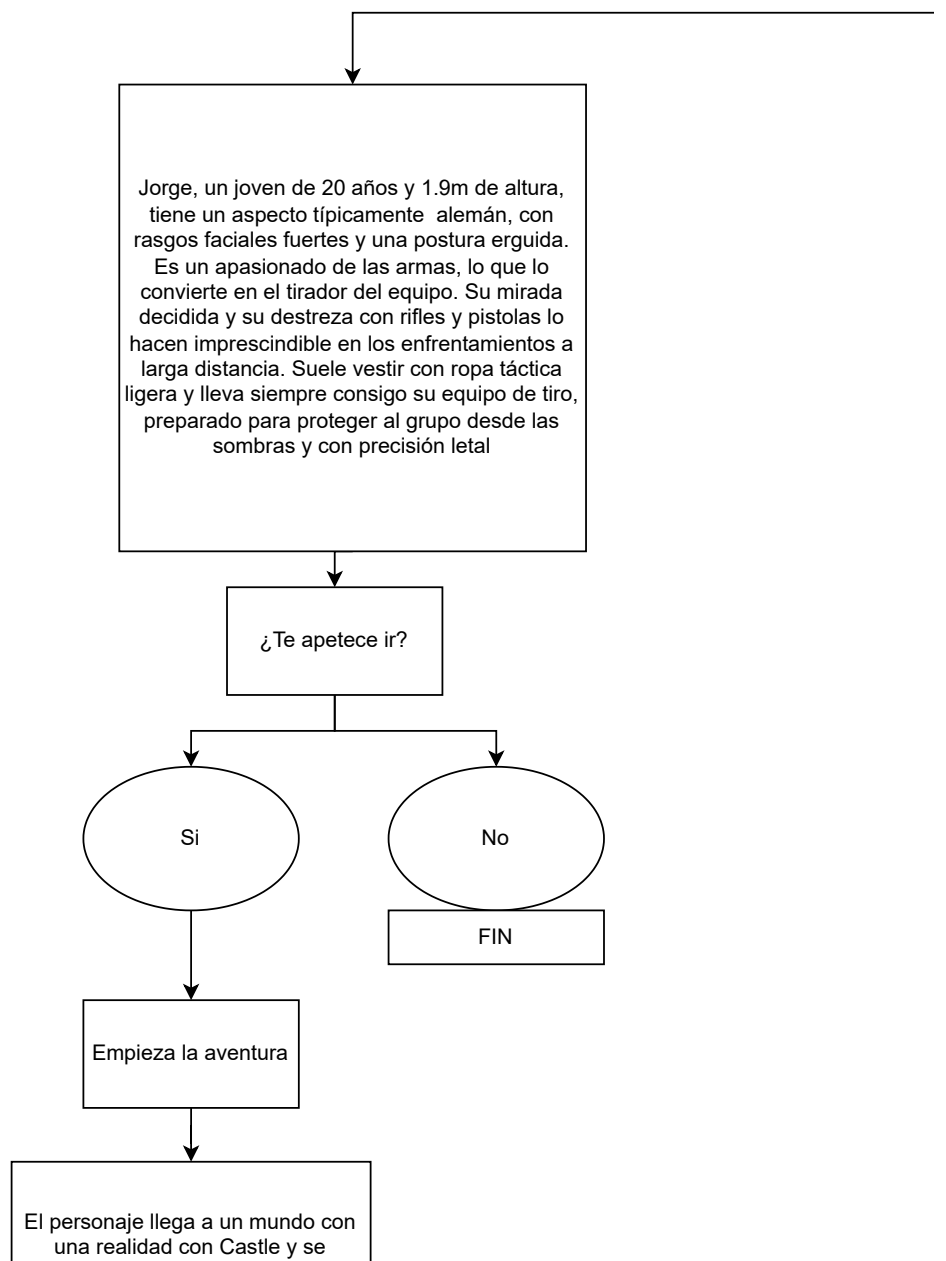 Jorge, un joven de 20 años y 1.9m de altura,
tiene un aspecto típicamente  alemán, con
rasgos faciales fuertes y una postura erguida.
Es un apasionado de las armas, lo que lo
convierte en el tirador del equipo. Su mirada
decidida y su destreza con rifles y pistolas lo
hacen imprescindible en los enfrentamientos a
larga distancia. Suele vestir con ropa táctica
ligera y lleva siempre consigo su equipo de tiro,
preparado para proteger al grupo desde las
sombras y con precisión letal
¿Te apetece ir?
Si
No
FIN
Empieza la aventura
El personaje llega a un mundo con
una realidad con Castle y se